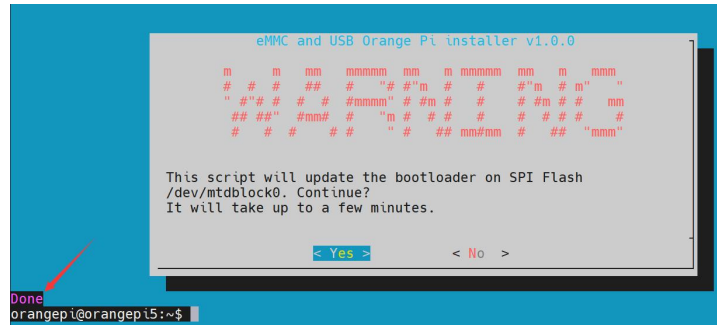 eMMC and USB Orange Pi installer v1.0.0
WARNING
This script will update the bootloader on SPI Flash
/dev/mtdblock0. Continue?
It will take up to a few minutes.
< Yes > < No >
Done
orangepi@orangepi5:~$